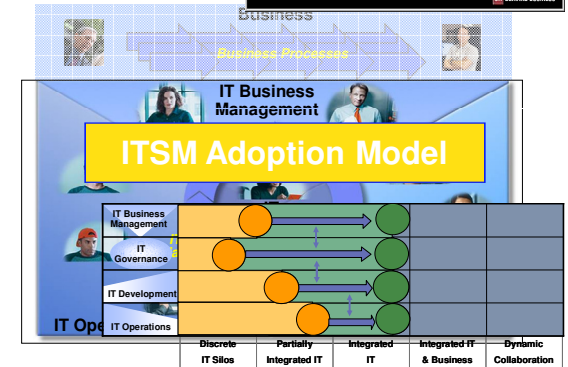 Business
Business Processes
IT Business
Management
ITSM Adoption Model
IT Business
Management
IT
Governance
IT Development
IT Ope
IT Operations
Discrete
IT Silos
Partially
Integrated IT
Integrated
IT
Integrated IT
& Business
Dynamic
Collaboration